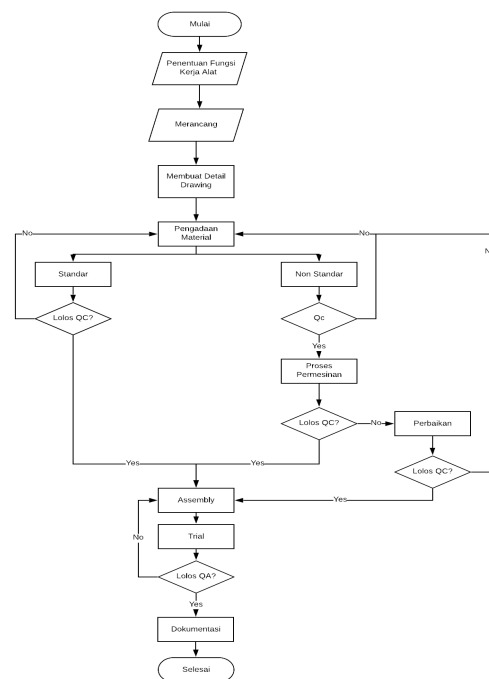 Mulai
Penentuan Fungsi
Kerja Alat
Merancang
Membuat Detail
Drawing
Pengadaan
Material
No
No
Standar
Non Standar
Lolos QC?
Qc
Yes
Proses
Permesinan
Lolos QC?
No
Perbaikan
Lolos QC?
Yes
Yes
Yes
Assembly
Trial
No
Lolos QA?
Yes
Dokumentasi
Selesai